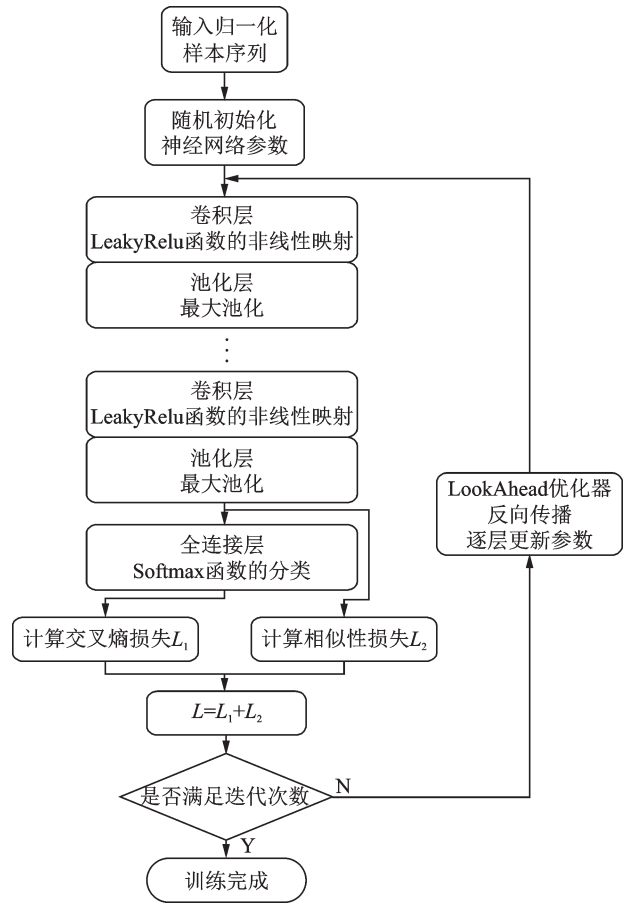 输入归一化
样本序列
随机初始化
神经网络参数
卷积层
LeakyRelu函数的非线性映射
池化层
最大池化
⋮
卷积层
LeakyRelu函数的非线性映射
池化层
最大池化
LookAhead优化器
反向传播
逐层更新参数
全连接层
Softmax函数的分类
计算交叉熵损失L₁
计算相似性损失L₂
L=L₁+L₂
是否满足迭代次数
N
Y
训练完成